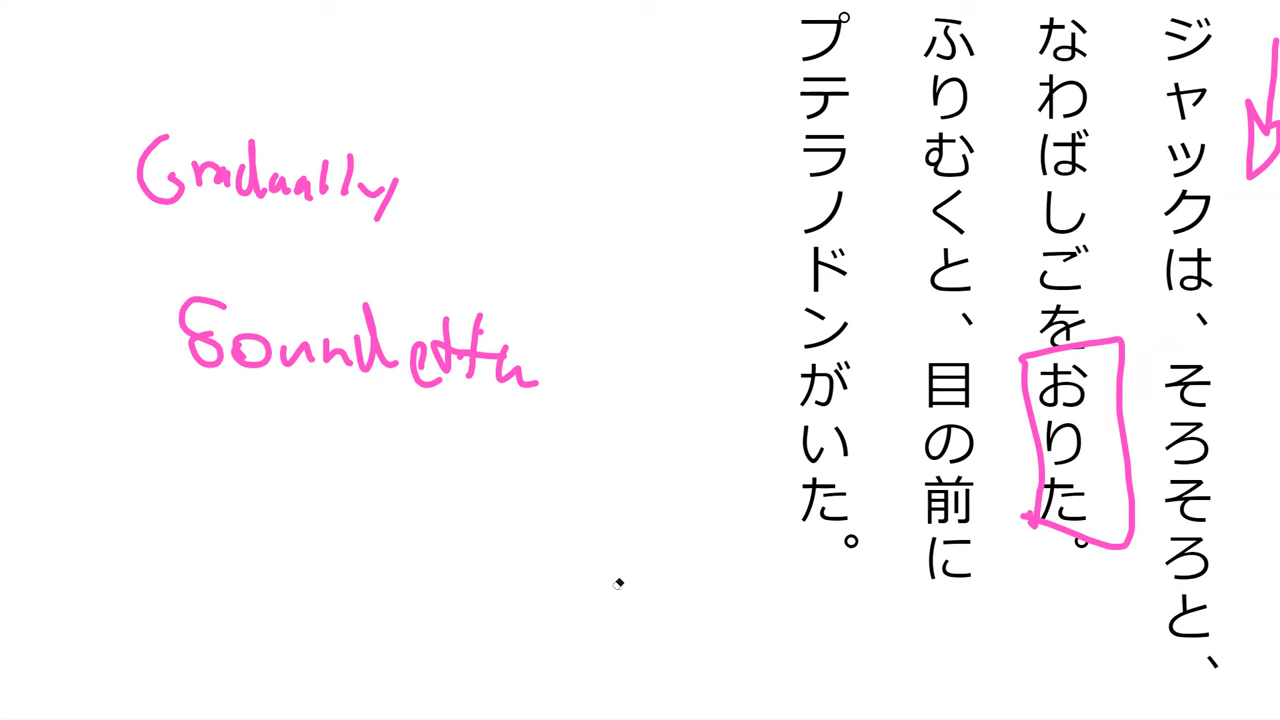 ジャックは、そろそろと、
なわばしごをおりた。
ふりむくと、目の前に
プテラノドンがいた。
Gradually